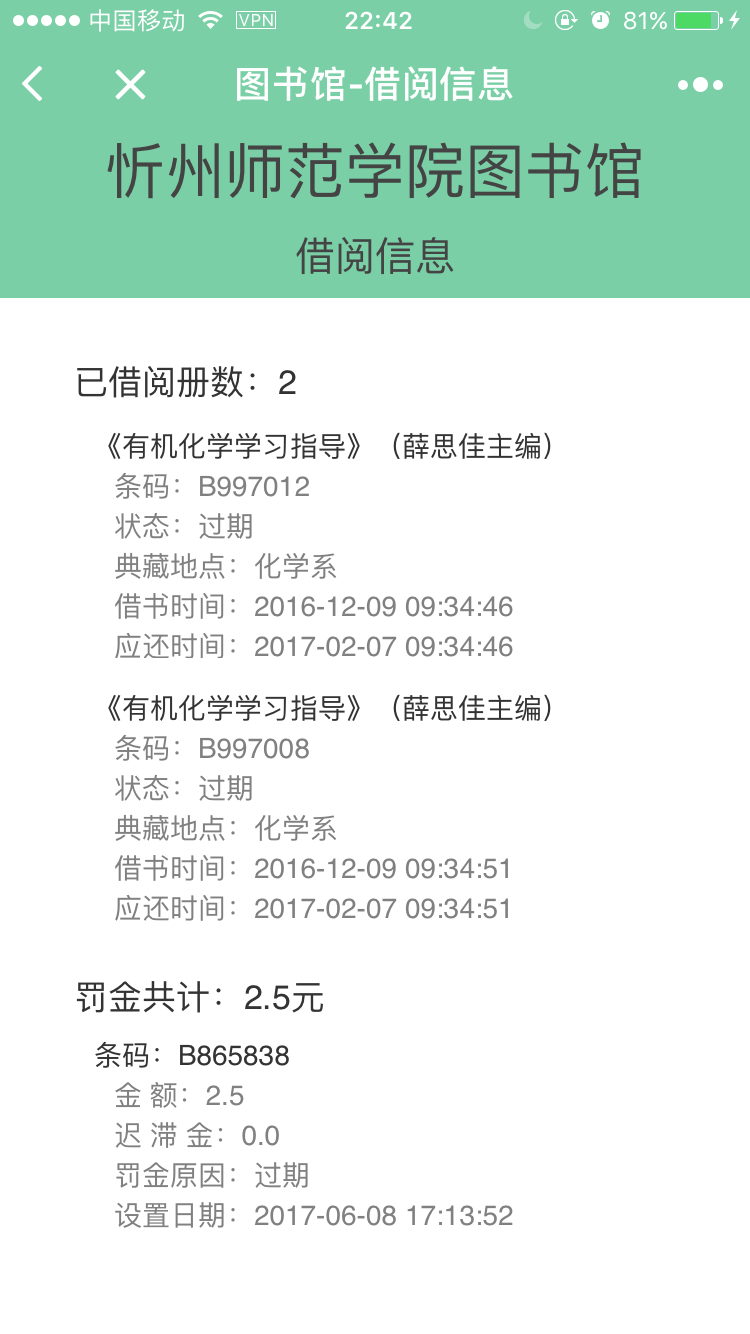 中国移动 VPN 22:42 81%
图书馆-借阅信息
忻州师范学院图书馆
借阅信息
已借阅册数：2
《有机化学学习指导》（薛思佳主编）
条码：B997012
状态：过期
典藏地点：化学系
借书时间：2016-12-09 09:34:46
应还时间：2017-02-07 09:34:46
《有机化学学习指导》（薛思佳主编）
条码：B997008
状态：过期
典藏地点：化学系
借书时间：2016-12-09 09:34:51
应还时间：2017-02-07 09:34:51
罚金共计：2.5元
条码：B865838
金 额：2.5
迟 滞 金：0.0
罚金原因：过期
设置日期：2017-06-08 17:13:52